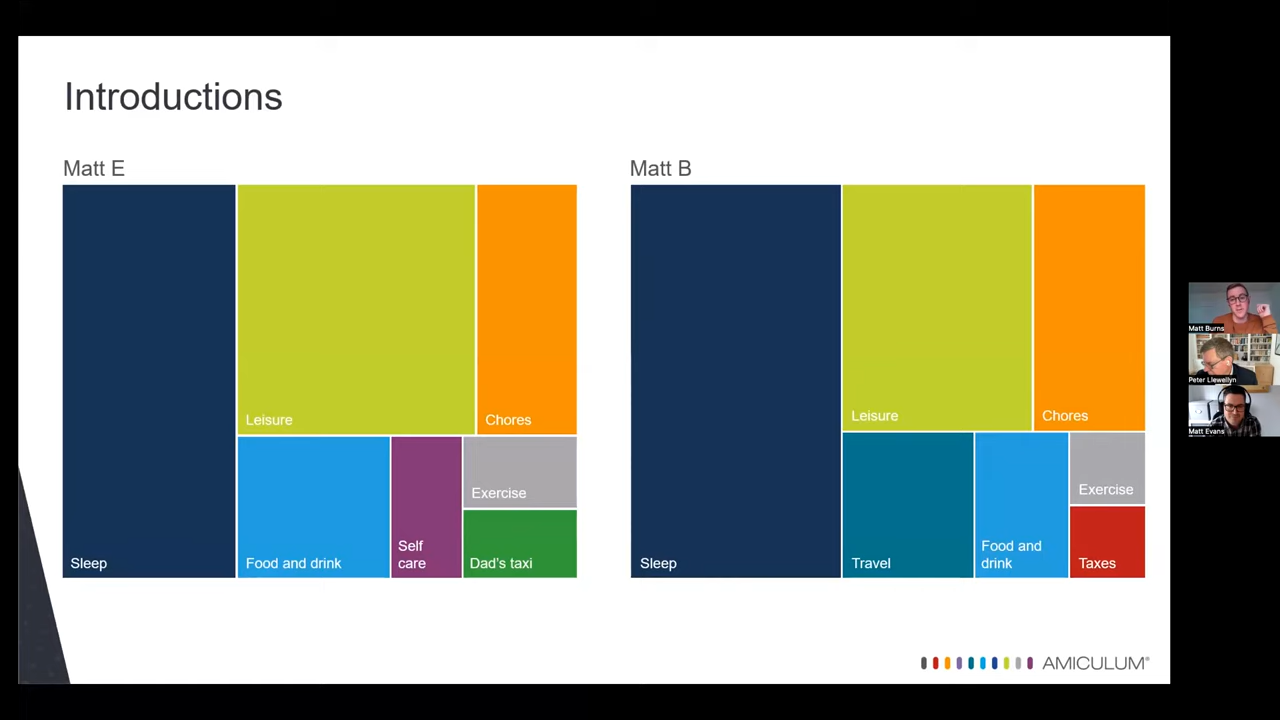 Introductions
Matt E
Leisure
Chores
Exercise
Self
care
Sleep
Food and drink
Dad's taxi
Matt B
Leisure
Chores
Exercise
Food and
drink
Sleep
Travel
Taxes
AMICULUM®
Matt Burns
Peter Llewellyn
Matt Evans